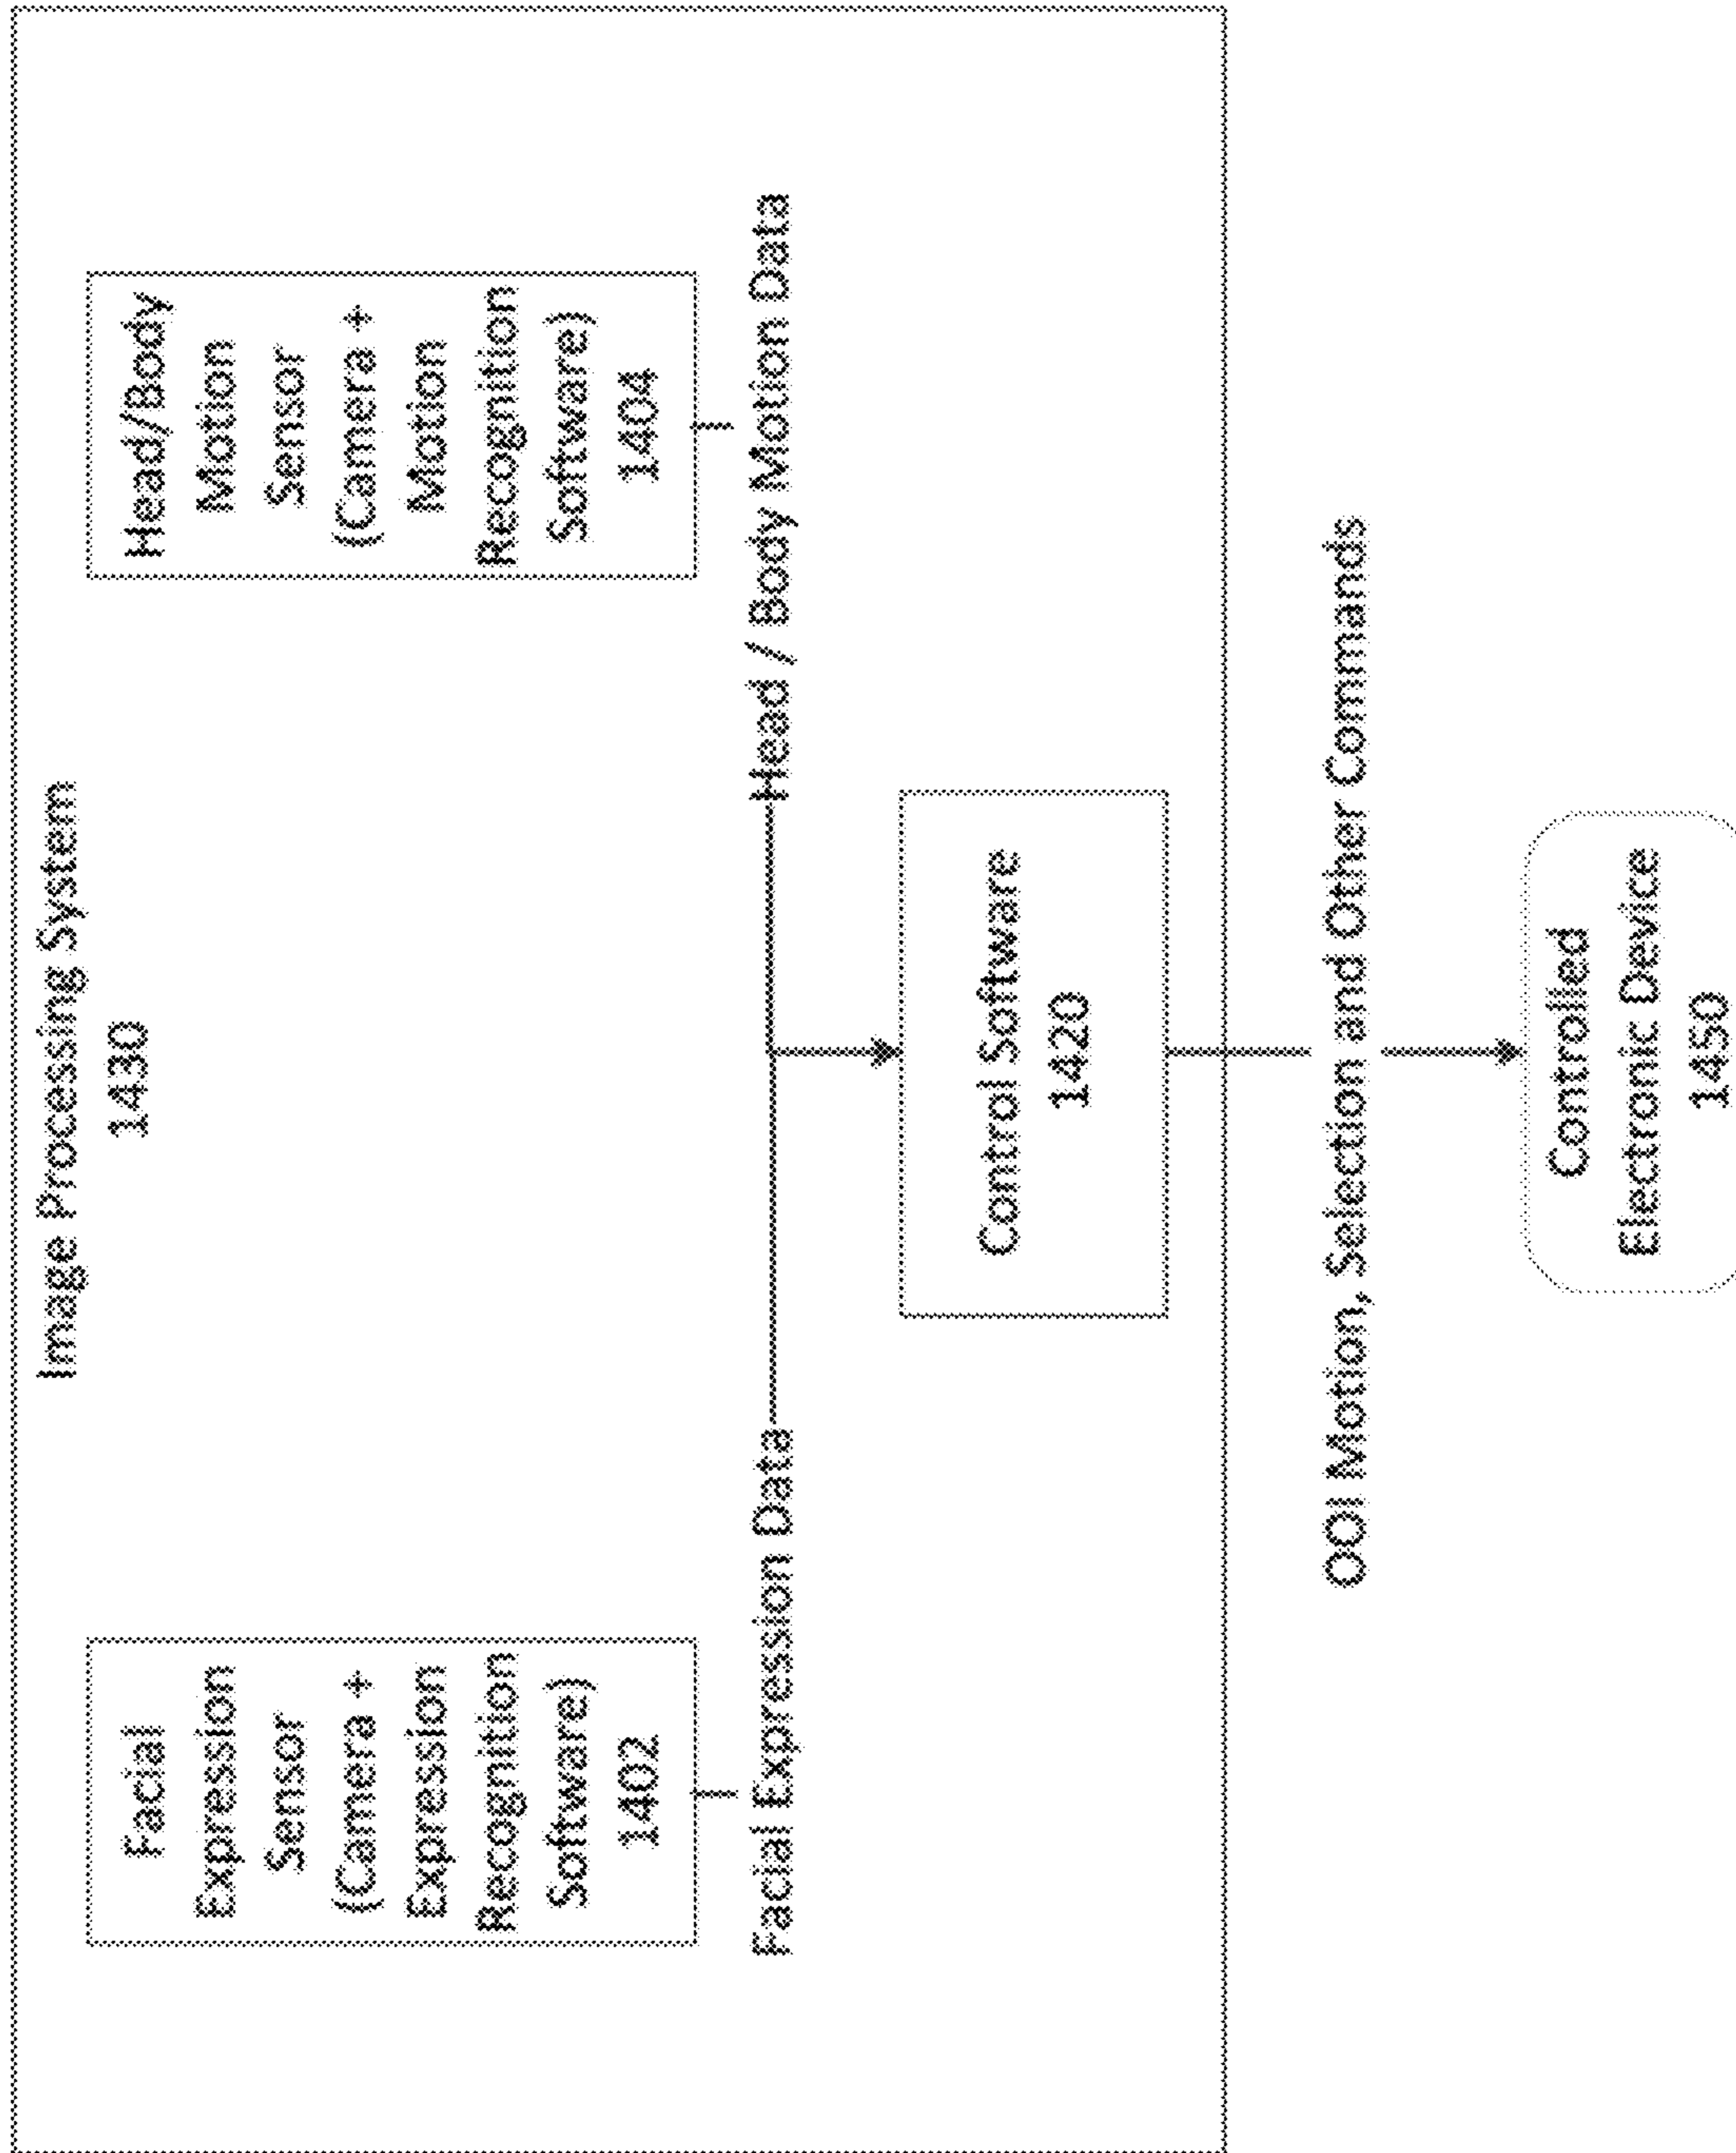 Image Processing System
1430
Facial
Expression
Sensor
(Camera +
Expression
Recognition
Software)
1402
Head/Body
Motion
Sensor
(Camera +
Motion
Recognition
Software)
1404
Facial Expression Data
Head / Body Motion Data
Control Software
1420
OOI Motion, Selection and Other Commands
Controlled
Electronic Device
1450